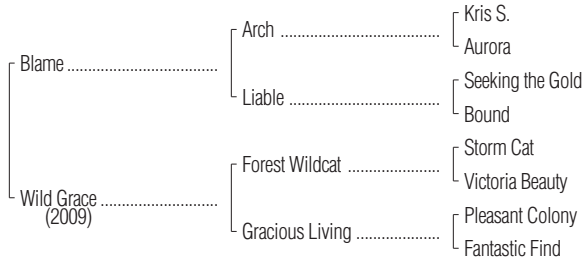 Kris S.
Arch
Aurora
Blame
Seeking the Gold
Liable
Bound
Storm Cat
Forest Wildcat
Victoria Beauty
Wild Grace
(2009)
Pleasant Colony
Gracious Living
Fantastic Find